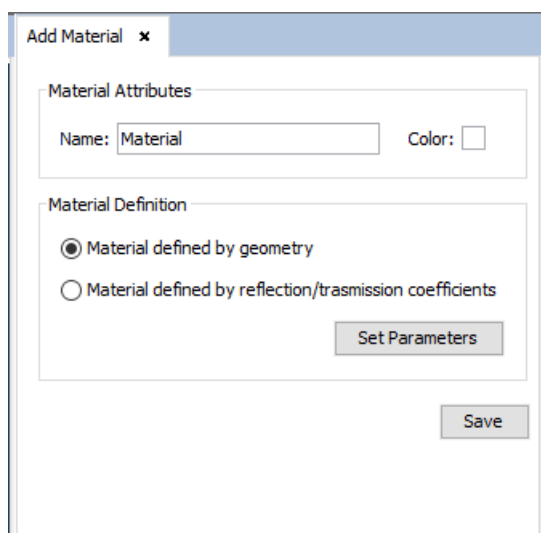 Add Material ×
Material Attributes
Name: Material Color:
Material Definition
Material defined by geometry
Material defined by reflection/trasmission coefficients
Set Parameters
Save